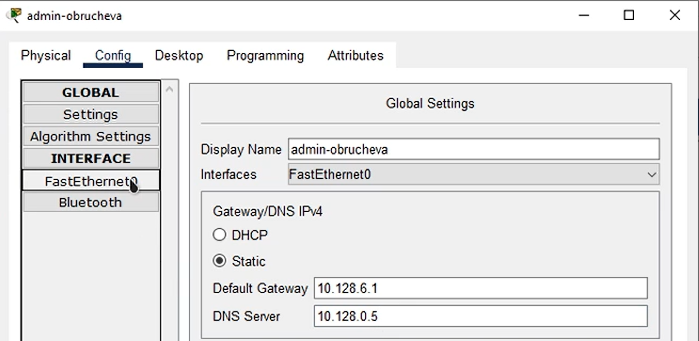 admin-obrucheva
Physical Config Desktop Programming Attributes
GLOBAL
Settings
Algorithm Settings
INTERFACE
FastEthernet0
Bluetooth
Global Settings
Display Name admin-obrucheva
Interfaces FastEthernet0
Gateway/DNS IPv4
DHCP
Static
Default Gateway 10.128.6.1
DNS Server 10.128.0.5